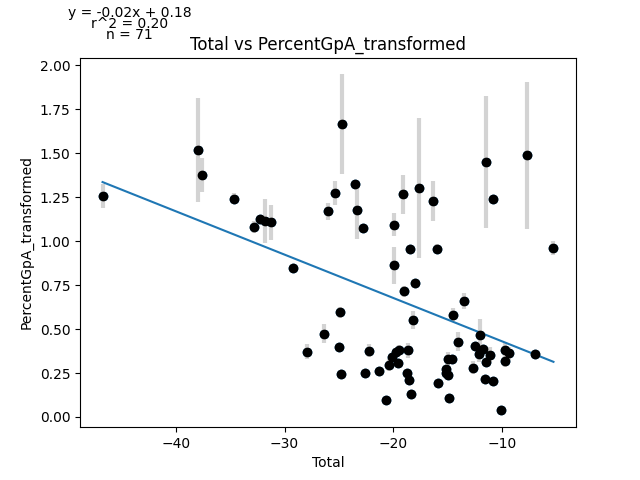 y = -0.02x + 0.18
r^2 = 0.20
n = 71
Total vs PercentGpA_transformed
2.00
1.75
1.50
1.25
1.00
0.75
0.50
0.25
0.00
PercentGpA_transformed
−40
−30
−20
−10
Total